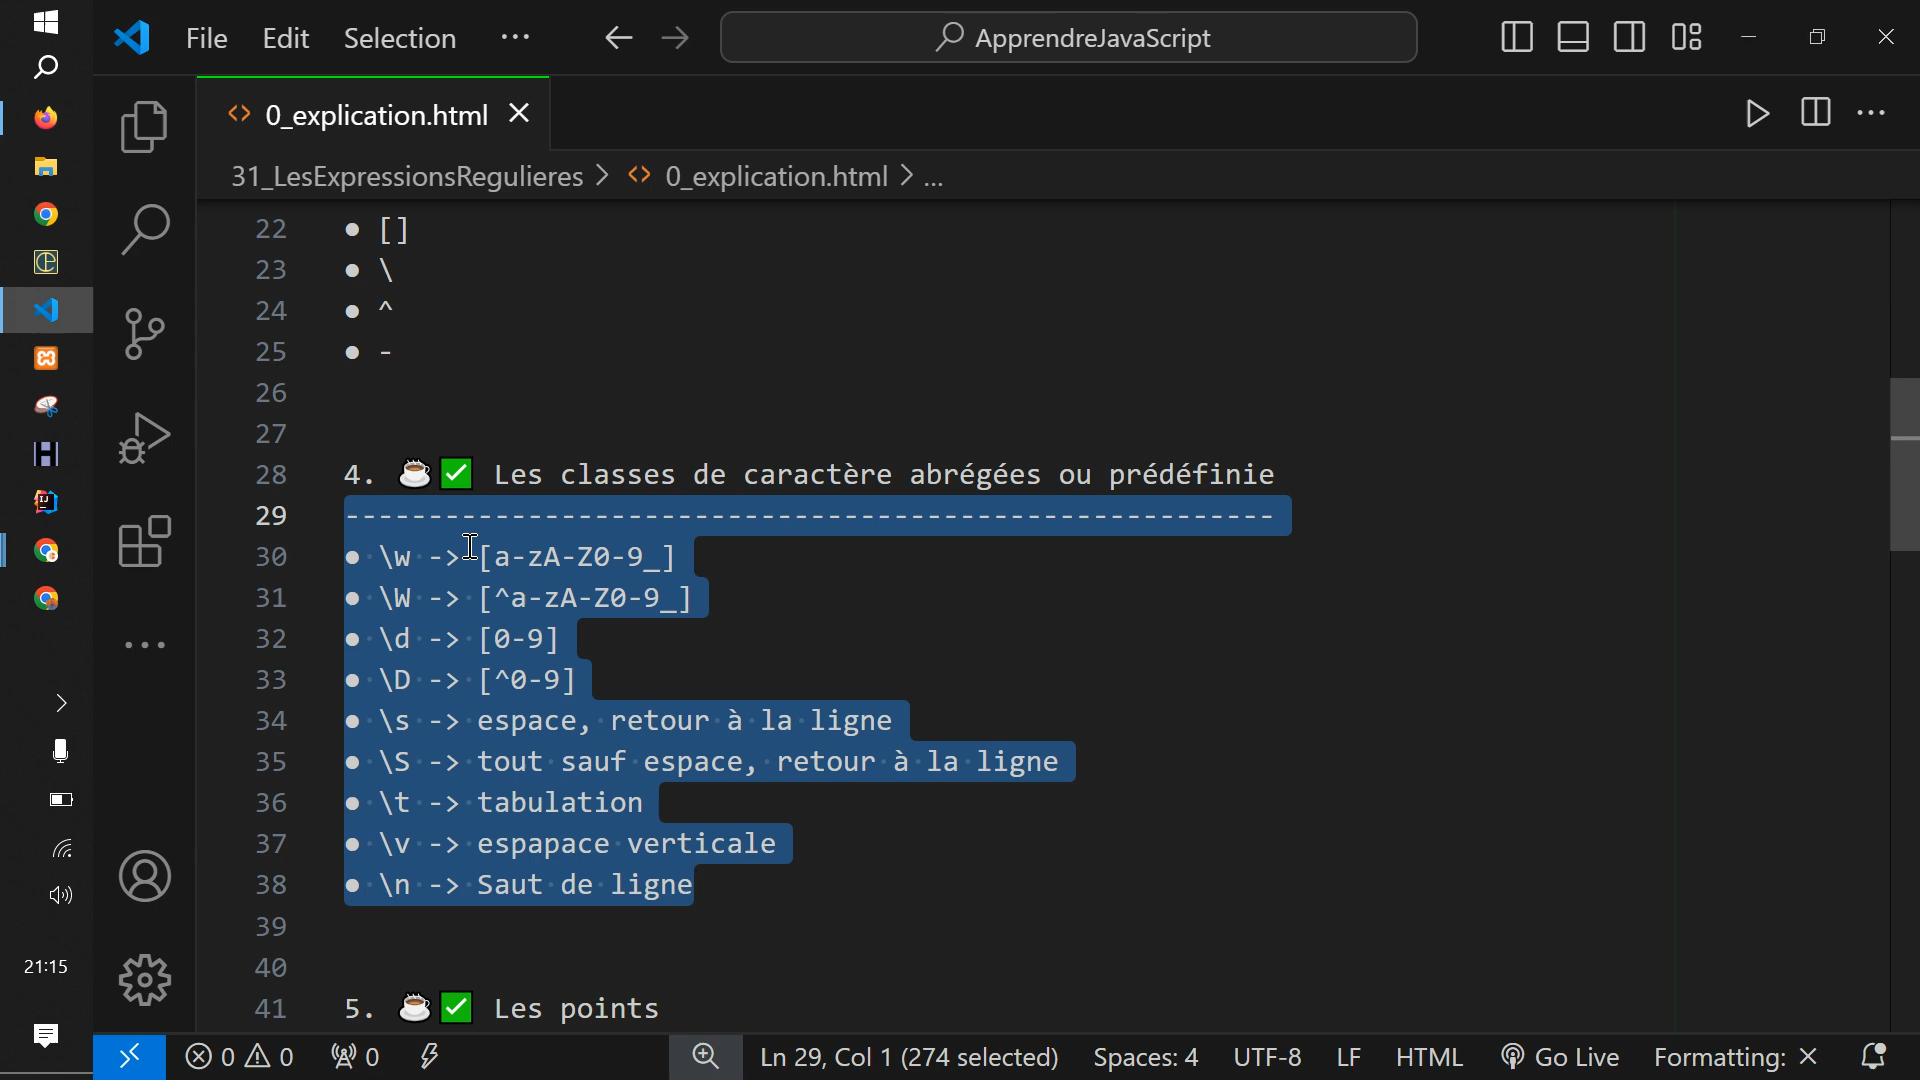 File Edit Selection ··· ApprendreJavaScript
0_explication.html
31_LesExpressionsRegulieres > 0_explication.html > ...
22 ● []
23 ● \
24 ● ^
25 ● -
26
27
28 4. ☕✅ Les classes de caractère abrégées ou prédéfinie
29 --------------------------------------------------------
30 ● \w -> [a-zA-Z0-9_]
31 ● \W -> [^a-zA-Z0-9_]
32 ● \d -> [0-9]
33 ● \D -> [^0-9]
34 ● \s -> espace, retour à la ligne
35 ● \S -> tout sauf espace, retour à la ligne
36 ● \t -> tabulation
37 ● \v -> espapace verticale
38 ● \n -> Saut de ligne
39
40
41 5. ☕✅ Les points
21:15
0 0 0 Ln 29, Col 1 (274 selected) Spaces: 4 UTF-8 LF HTML Go Live Formatting: ×